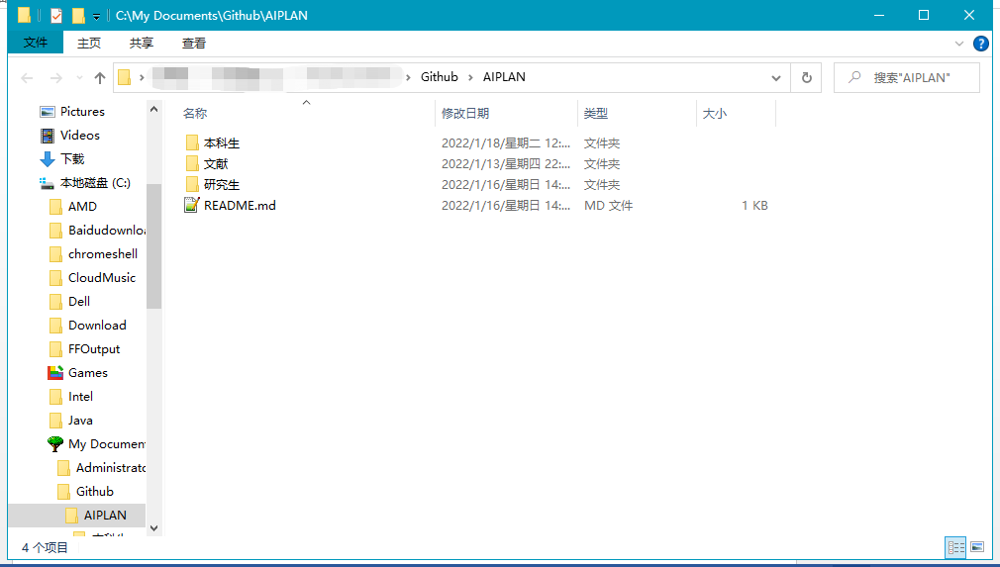 C:\My Documents\Github\AIPLAN
文件 主页 共享 查看
Github AIPLAN 搜索"AIPLAN"
名称 修改日期 类型 大小
本科生 2022/1/18/星期二 12:... 文件夹
文献 2022/1/13/星期四 22:... 文件夹
研究生 2022/1/16/星期日 14:... 文件夹
README.md 2022/1/16/星期日 14:... MD 文件 1 KB
Pictures
Videos
下载
本地磁盘 (C:)
AMD
Baidudownloa
chromeshell
CloudMusic
Dell
Download
FFOutput
Games
Intel
Java
My Documen
Administrato
Github
AIPLAN
4 个项目